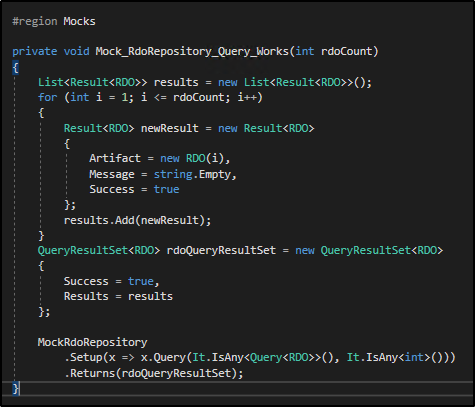 #region Mocks
private void Mock_RdoRepository_Query_Works(int rdoCount)
{
List<Result<RDO>> results = new List<Result<RDO>>();
for (int i = 1; i <= rdoCount; i++)
{
Result<RDO> newResult = new Result<RDO>
{
Artifact = new RDO(i),
Message = string.Empty,
Success = true
};
results.Add(newResult);
}
QueryResultSet<RDO> rdoQueryResultSet = new QueryResultSet<RDO>
{
Success = true,
Results = results
};
MockRdoRepository
.Setup(x => x.Query(It.IsAny<Query<RDO>>(), It.IsAny<int>()))
.Returns(rdoQueryResultSet);
}